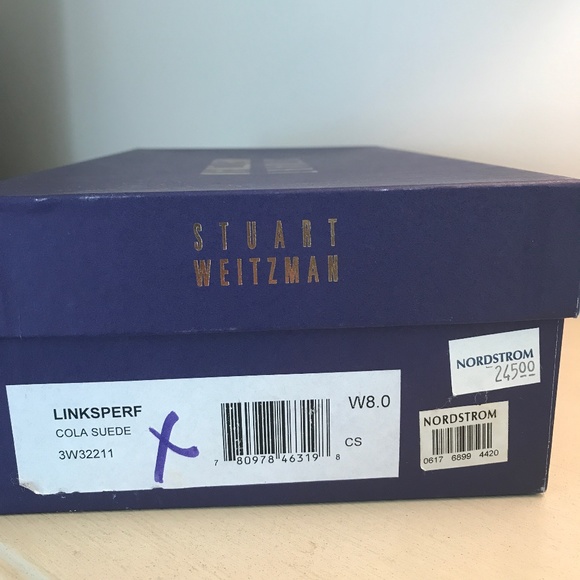 STUART
WEITZMAN
NORDSTROM
24500
LINKSPERF
COLA SUEDE
3W32211
X
7 80978 46319 8
W8.0
CS
NORDSTROM
0617 6899 4420